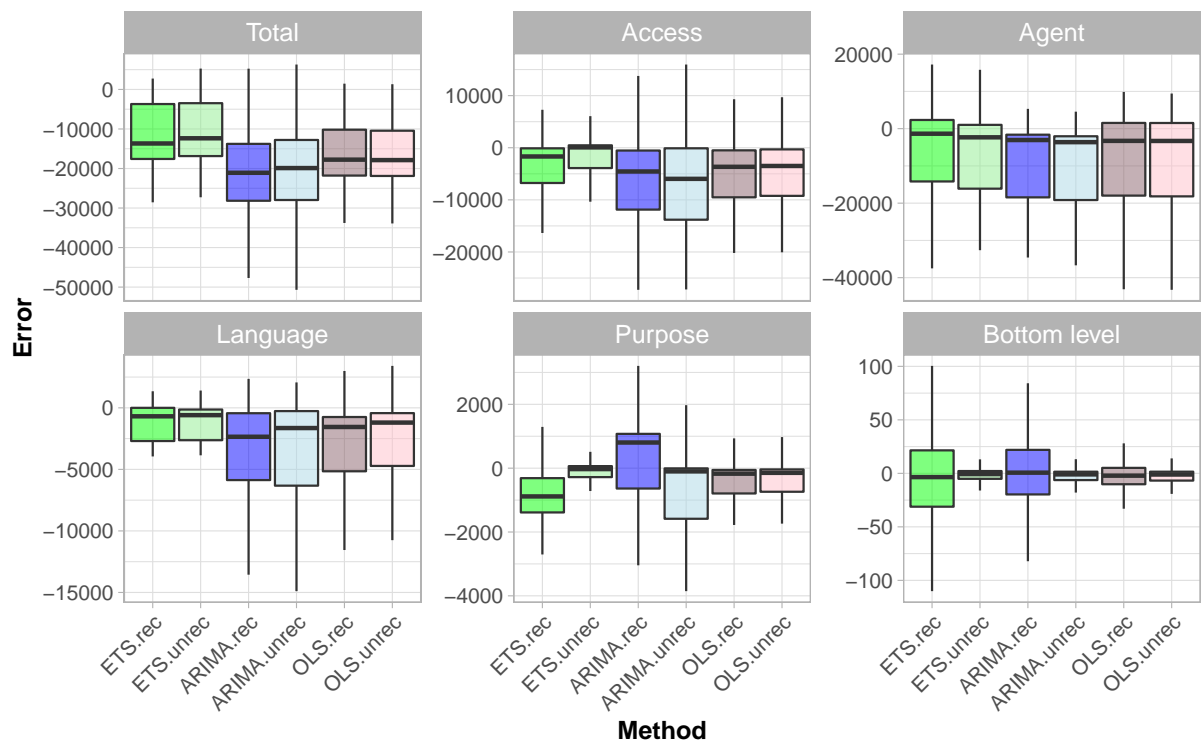 Total
Access
Agent
0
−10000
−20000
−30000
−40000
−50000
10000
0
−10000
−20000
20000
0
−20000
−40000
Language
Purpose
Bottom level
0
−5000
−10000
−15000
2000
0
−2000
−4000
100
50
0
−50
−100
Error
ETS.rec
ETS.unrec
ARIMA.rec
ARIMA.unrec
OLS.rec
OLS.unrec
ETS.rec
ETS.unrec
ARIMA.rec
ARIMA.unrec
OLS.rec
OLS.unrec
ETS.rec
ETS.unrec
ARIMA.rec
ARIMA.unrec
OLS.rec
OLS.unrec
Method